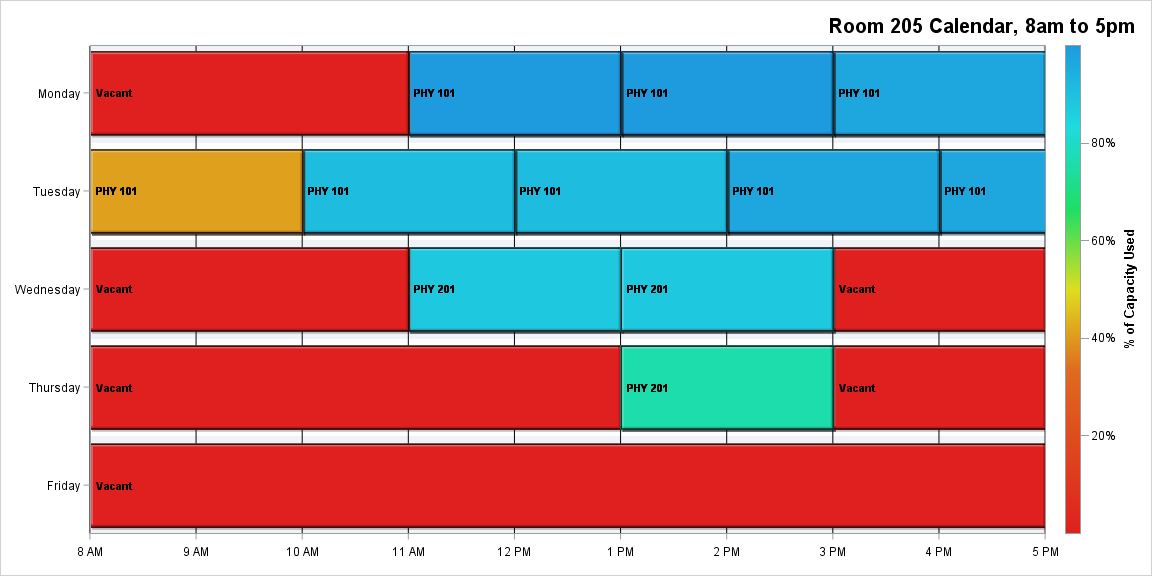 Room 205 Calendar, 8am to 5pm
Monday
Vacant
PHY 101
PHY 101
PHY 101
Tuesday
PHY 101
PHY 101
PHY 101
PHY 101
PHY 101
Wednesday
Vacant
PHY 201
PHY 201
Vacant
Thursday
Vacant
PHY 201
Vacant
Friday
Vacant
8 AM
9 AM
10 AM
11 AM
12 PM
1 PM
2 PM
3 PM
4 PM
5 PM
80%
60%
40%
20%
% of Capacity Used